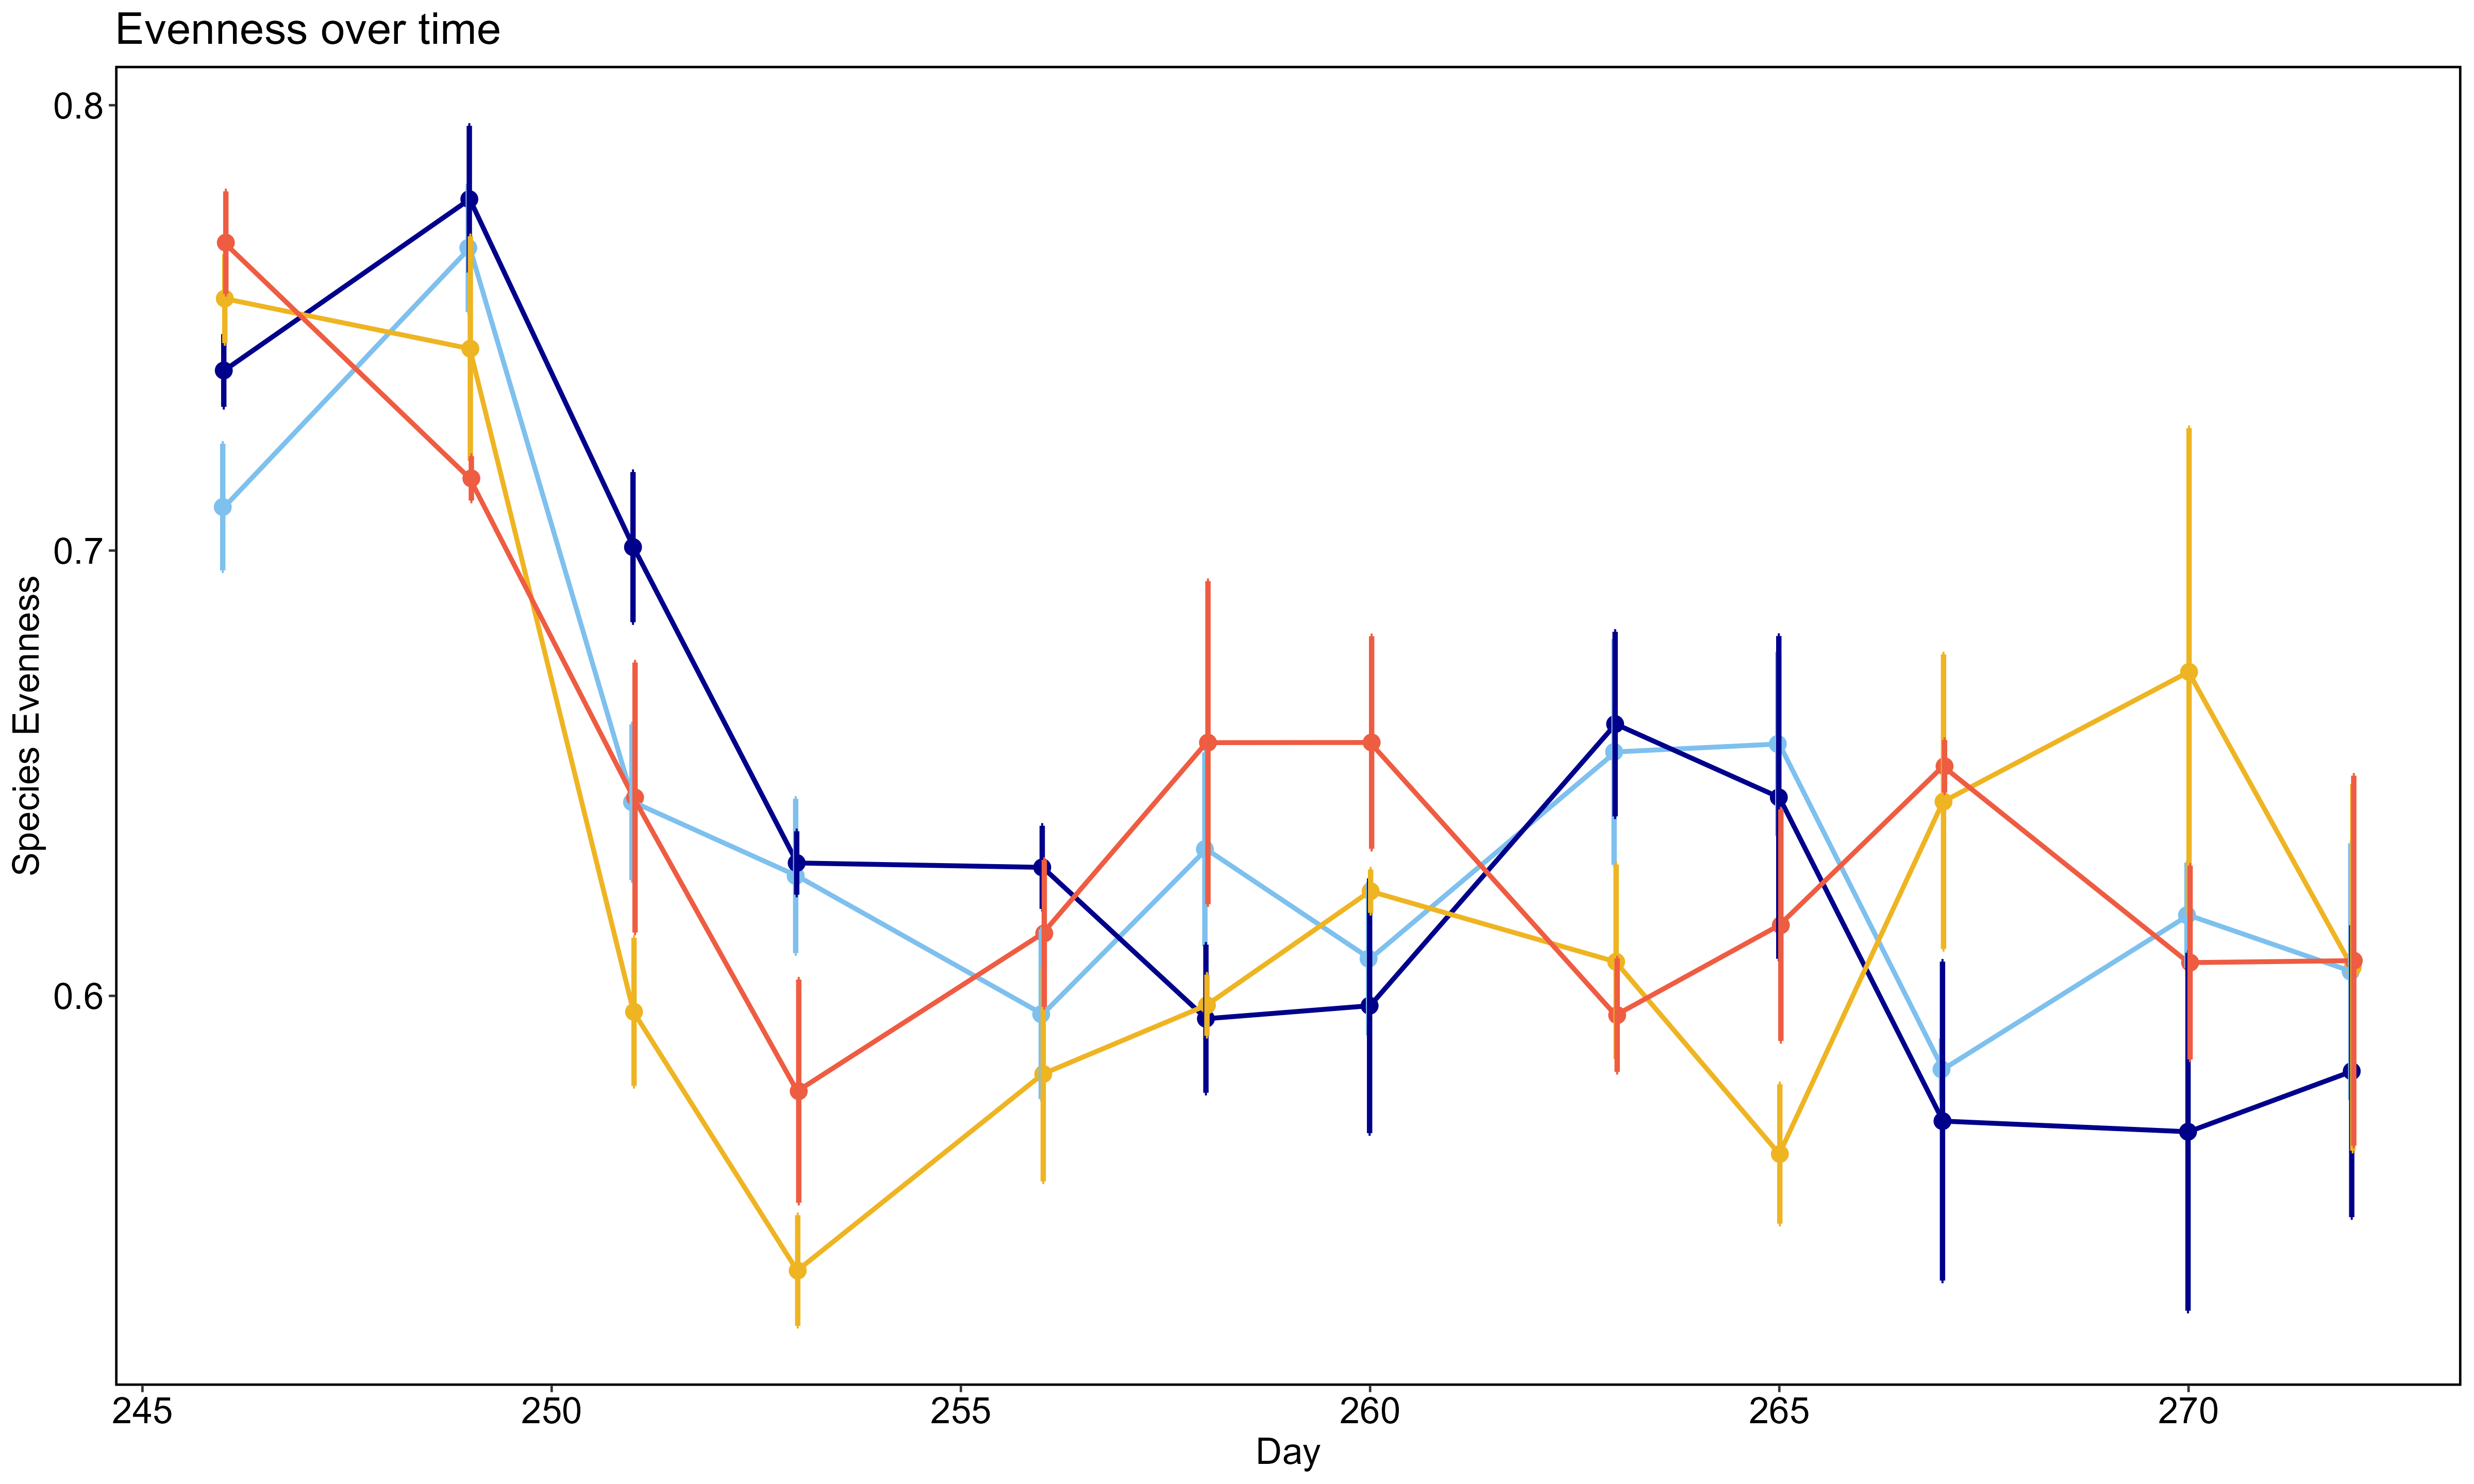 Evenness over time
0.8
0.7
0.6
Species Evenness
245 250 255 260 265 270
Day